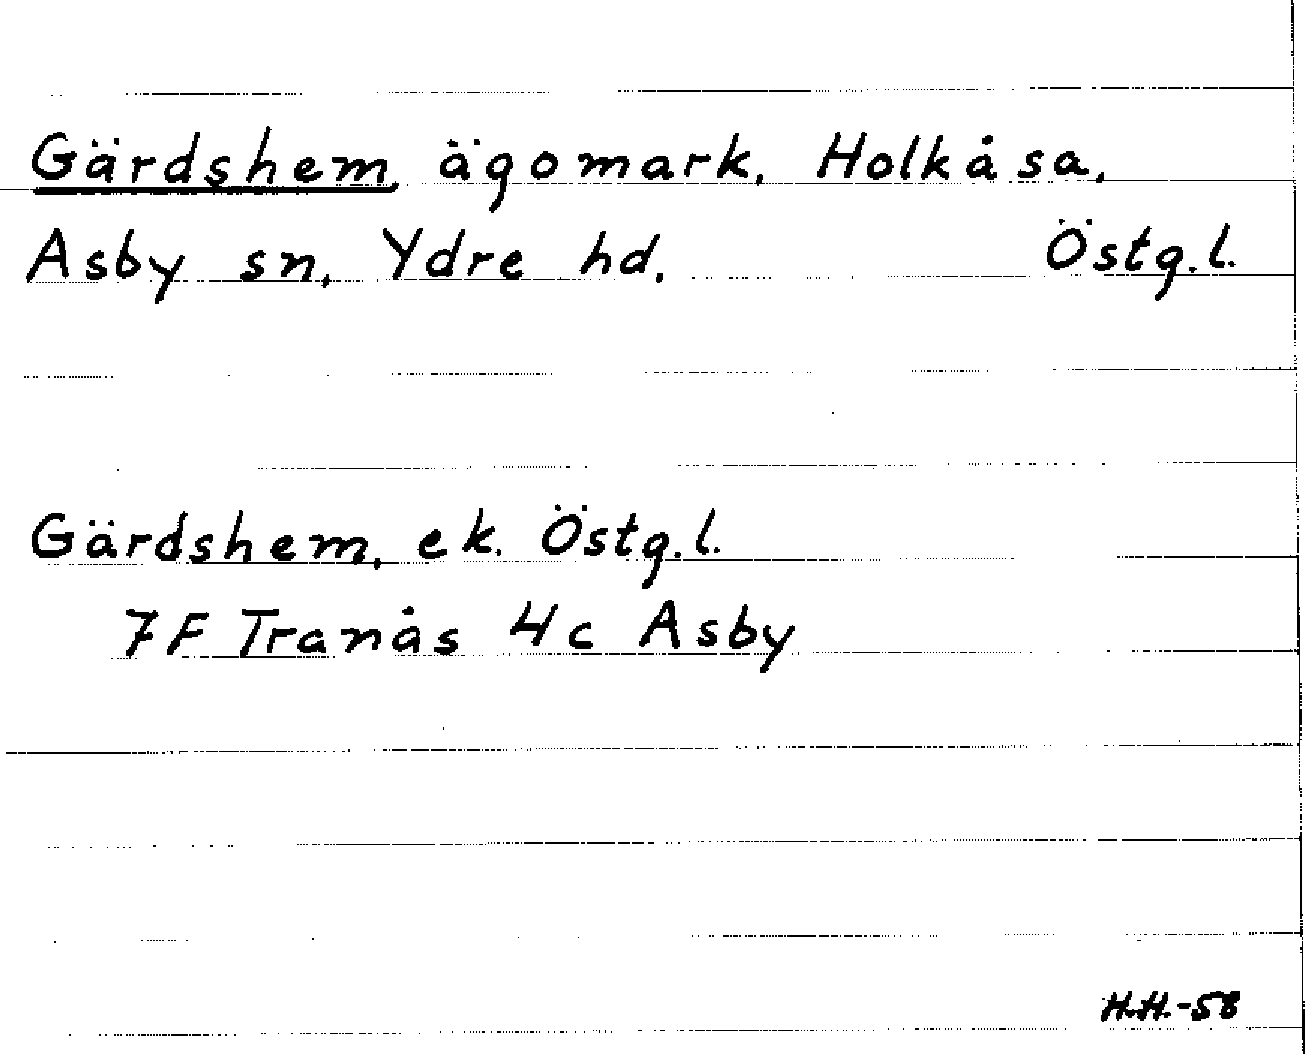 Gärdshem, ägomark, Holkåsa,
Asby sn, Ydre hd. Östg.l.
Gärdshem, ek. Östg.l.
7F Tranås 4c Asby
H.H.-58